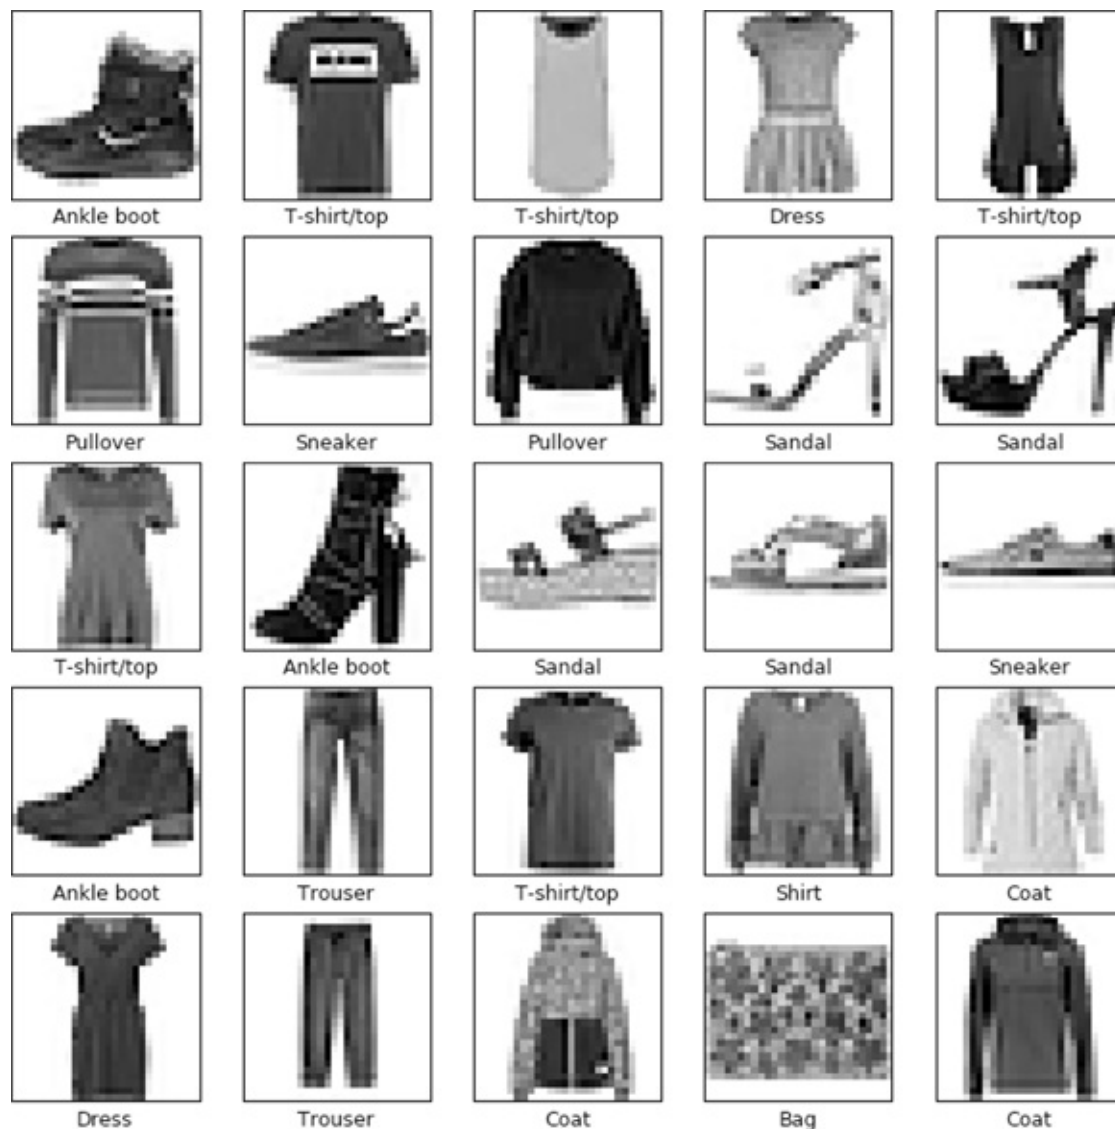 Ankle boot T-shirt/top T-shirt/top Dress T-shirt/top
Pullover Sneaker Pullover Sandal Sandal
T-shirt/top Ankle boot Sandal Sandal Sneaker
Ankle boot Trouser T-shirt/top Shirt Coat
Dress Trouser Coat Bag Coat